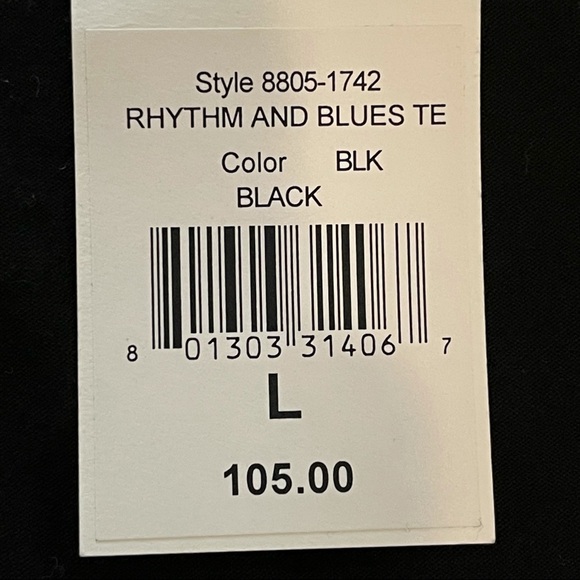 Style 8805-1742
RHYTHM AND BLUES TE
Color BLK
BLACK
8 01303 31406 7
L
105.00